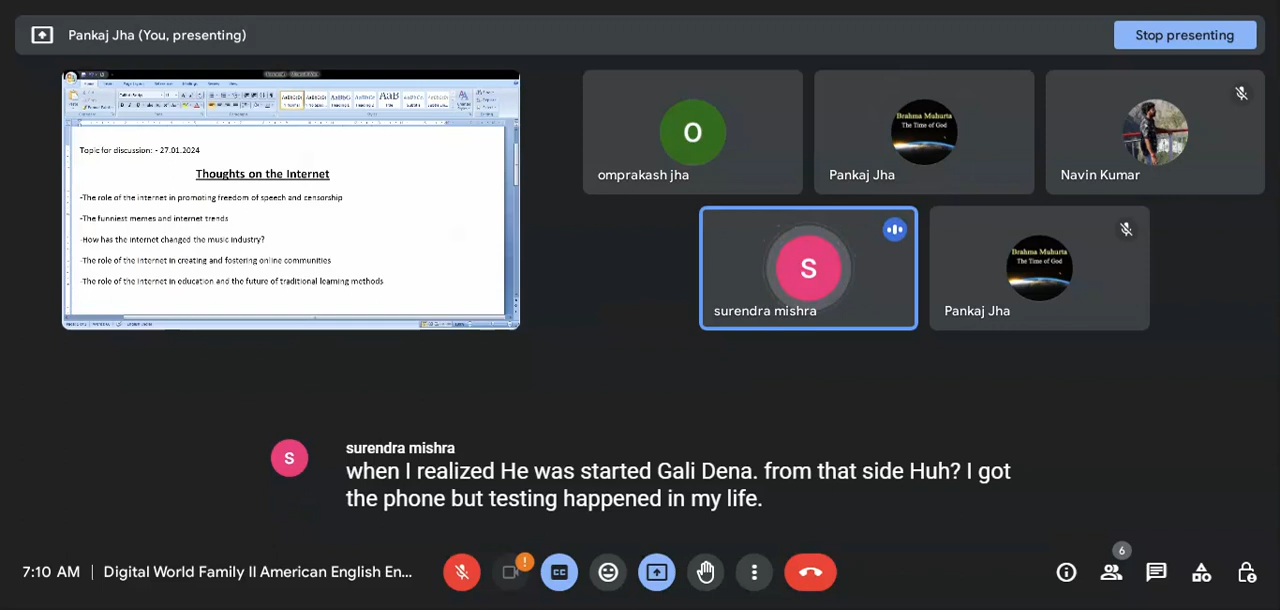 Pankaj Jha (You, presenting)
Stop presenting
Topic for discussion: - 27.01.2024
Thoughts on the Internet
-The role of the internet in promoting freedom of speech and censorship
-The funniest memes and internet trends
-How has the internet changed the music industry?
-The role of the internet in creating and fostering online communities
-The role of the internet in education and the future of traditional learning methods
O
omprakash jha
Brahma Muhurta
The Time of God
Pankaj Jha
Navin Kumar
S
surendra mishra
Brahma Muhurta
The Time of God
Pankaj Jha
S
surendra mishra
when I realized He was started Gali Dena. from that side Huh? I got
the phone but testing happened in my life.
7:10 AM | Digital World Family II American English En...
CC
6